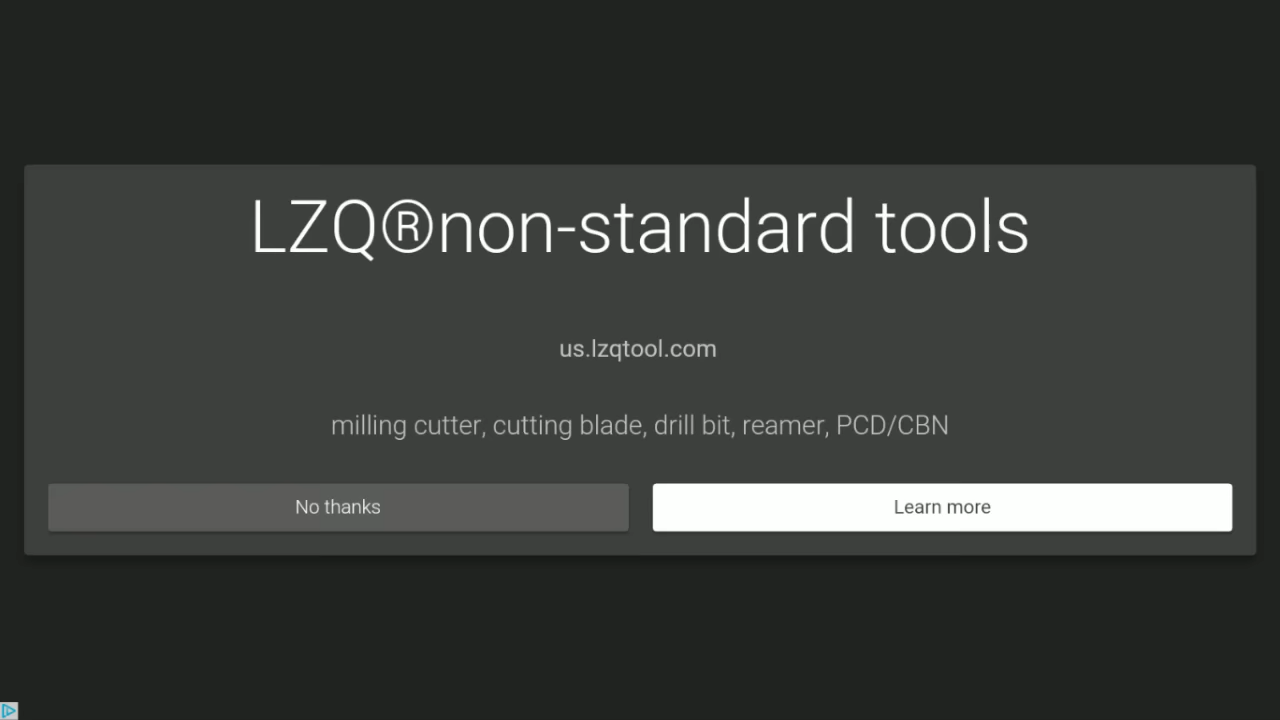 LZQ®non-standard tools
us.lzqtool.com
milling cutter, cutting blade, drill bit, reamer, PCD/CBN
No thanks
Learn more